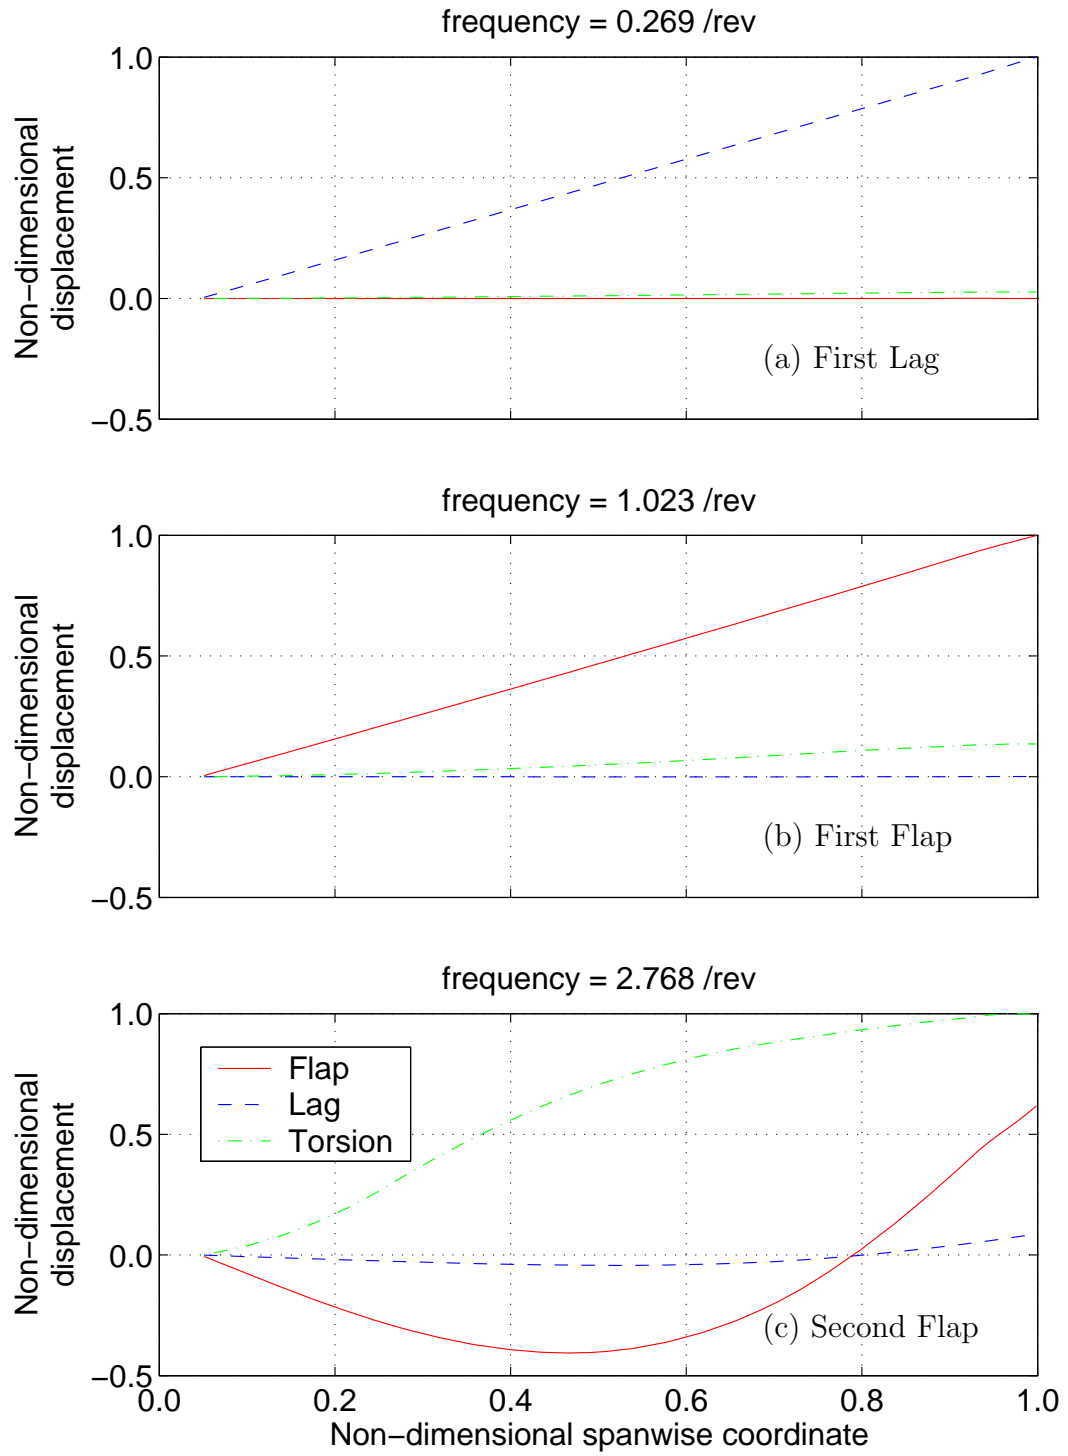 frequency = 0.269 /rev
1.0
0.5
0.0
−0.5
Non−dimensional
displacement
(a) First Lag
frequency = 1.023 /rev
1.0
0.5
0.0
−0.5
Non−dimensional
displacement
(b) First Flap
frequency = 2.768 /rev
1.0
0.5
0.0
−0.5
Non−dimensional
displacement
Flap
Lag
Torsion
(c) Second Flap
0.0 0.2 0.4 0.6 0.8 1.0
Non−dimensional spanwise coordinate